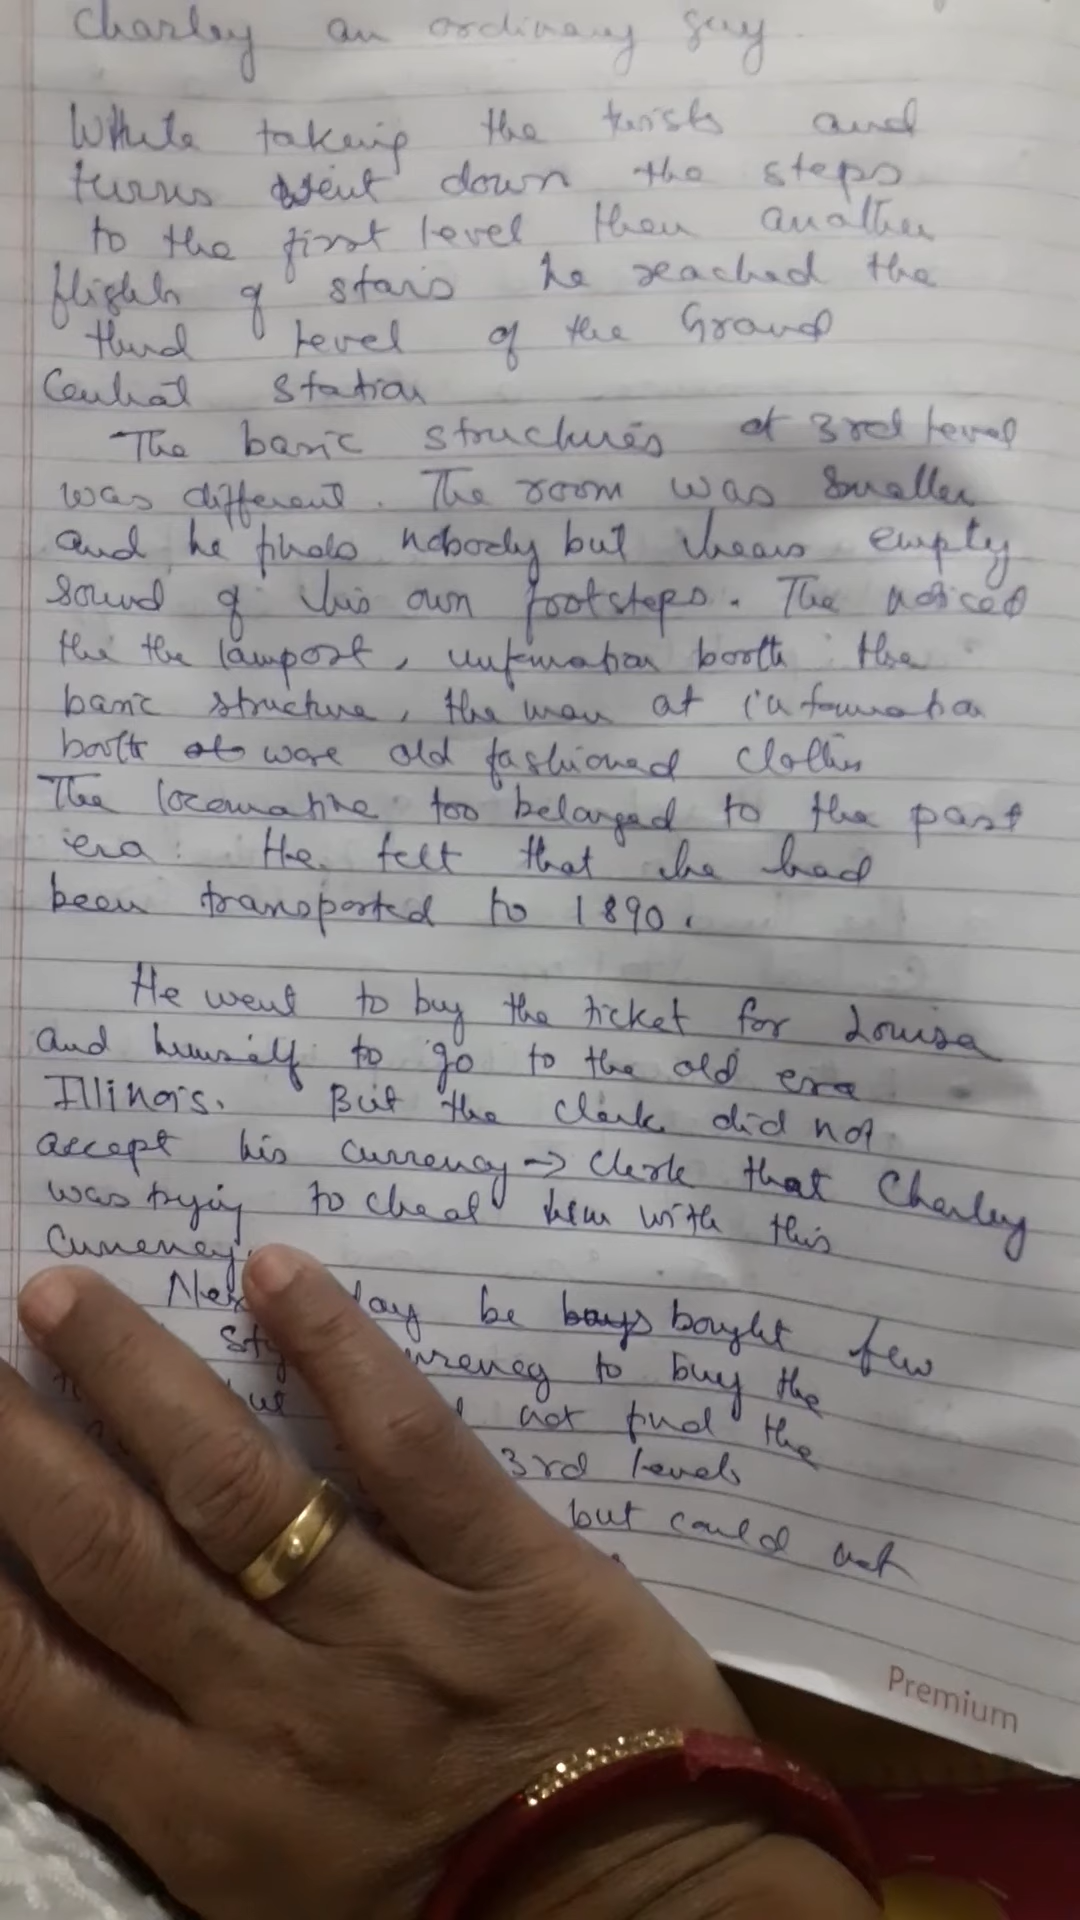 Charley an ordinary guy.
While taking the twists and
turns went down the steps
to the first level then another
flights of stairs he reached the
third level of the Grand
Central Station
The basic structures at 3rd level
was different. The room was smaller
and he finds nobody but hears empty
sound of his own footsteps. The noticed
the the lampost, information booth the
basic structure, the man at information
booth wore old fashioned clothes
The locomotive too belonged to the past
era. He felt that he had
been transported to 1890.
He went to buy the ticket for Louisa
and himself to go to the old era
Illinois. But the clerk did not
accept his currency → clerk that Charley
was trying to cheat him with this
currency.
day he buys bought few
to buy the
not find the
3rd levels
but could not
Premium